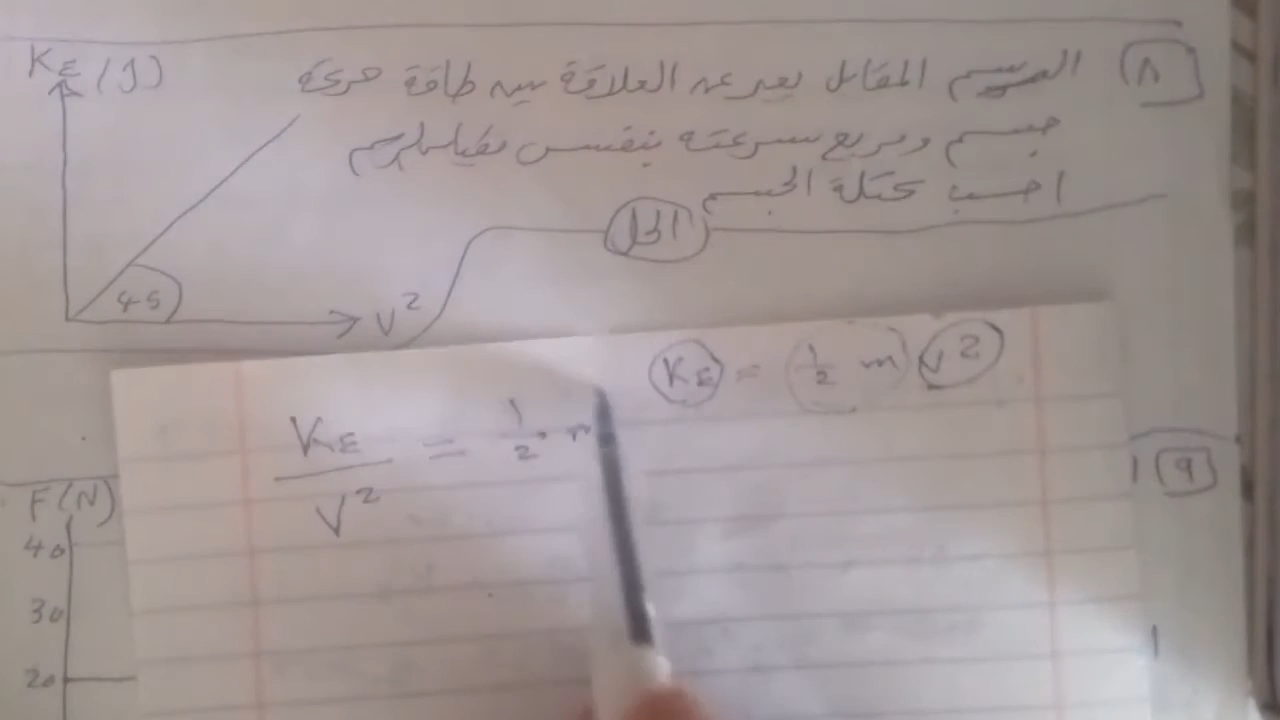 ٨ الرسم المقابل يعبر عن العلاقة بين طاقة حركة
جسم ومربع سرعته بنفس مقياس الرسم
احسب كتلة الجسم
الحل
KE (J)
45
V²
KE = 1/2 m V²
KE / V² = 1/2 m
٩
F(N)
40
30
20